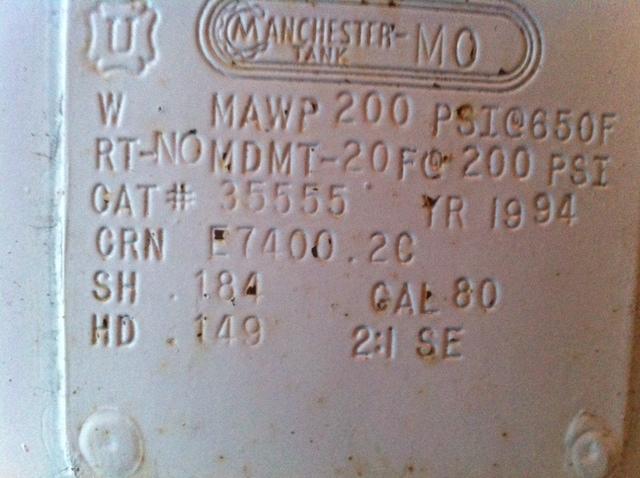 U MANCHESTER- MO
TANK
W MAWP 200 PSI@650F
RT-NO MDMT-20F@ 200 PSI
CAT# 35555 YR 1994
CRN E7400.2C
SH .184 GAL 80
HD .149 2:1 SE